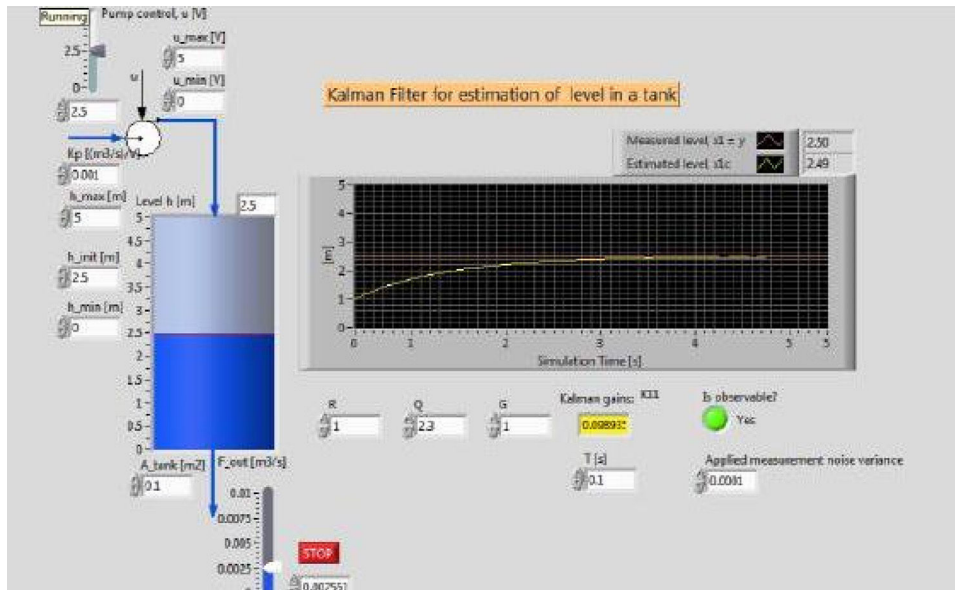 Running
Pump control, u [V]
2.5
0
2.5
u_max [V]
5
u
u_min [V]
0
Kp [(m3/s)/V]
0.001
h_max [m]
5
h_init [m]
2.5
h_min [m]
0
Level h [m]
2.5
5
4.5
4
3.5
3
2.5
2
1.5
1
0.5
0
A_tank [m2]
0.1
F_out [m3/s]
0.01
0.0075
0.005
0.0025
STOP
0.002551
Kalman Filter for estimation of level in a tank
Measured level, x1 = y
2.50
Estimated level, x1c
2.49
[m]
5
4
3
2
1
0
0 1 2 3 4 5 5
Simulation Time [s]
R
1
Q
2.3
G
1
Kalman gains: K11
T [s]
0.1
Is observable?
Yes
Applied measurement noise variance
0.0001